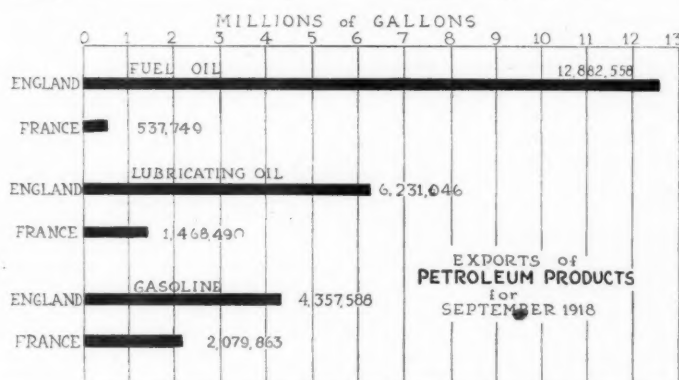 MILLIONS of GALLONS
0 1 2 3 4 5 6 7 8 9 10 11 12 13
FUEL OIL
ENGLAND 12,882,558
FRANCE 537,740
LUBRICATING OIL
ENGLAND 6,231,046
FRANCE 1,468,490
GASOLINE
ENGLAND 4,357,588
FRANCE 2,079,863
EXPORTS of
PETROLEUM PRODUCTS
for
SEPTEMBER 1918